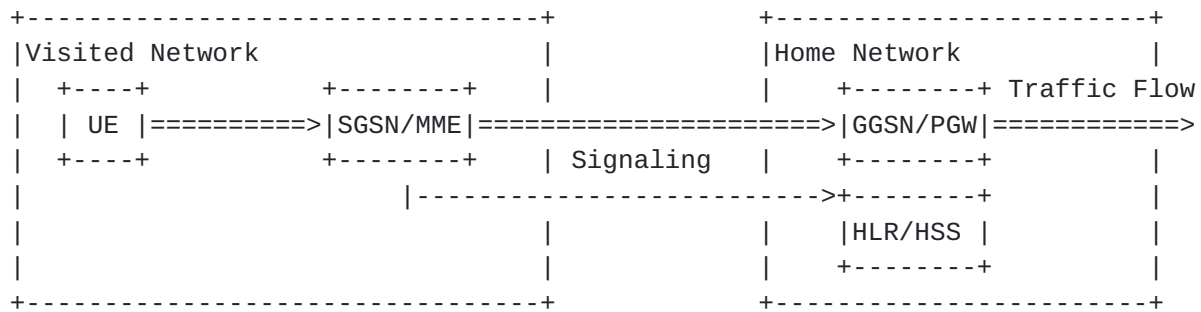 Visited Network Home Network
Traffic Flow
UE SGSN/MME GGSN/PGW
Signaling
HLR/HSS